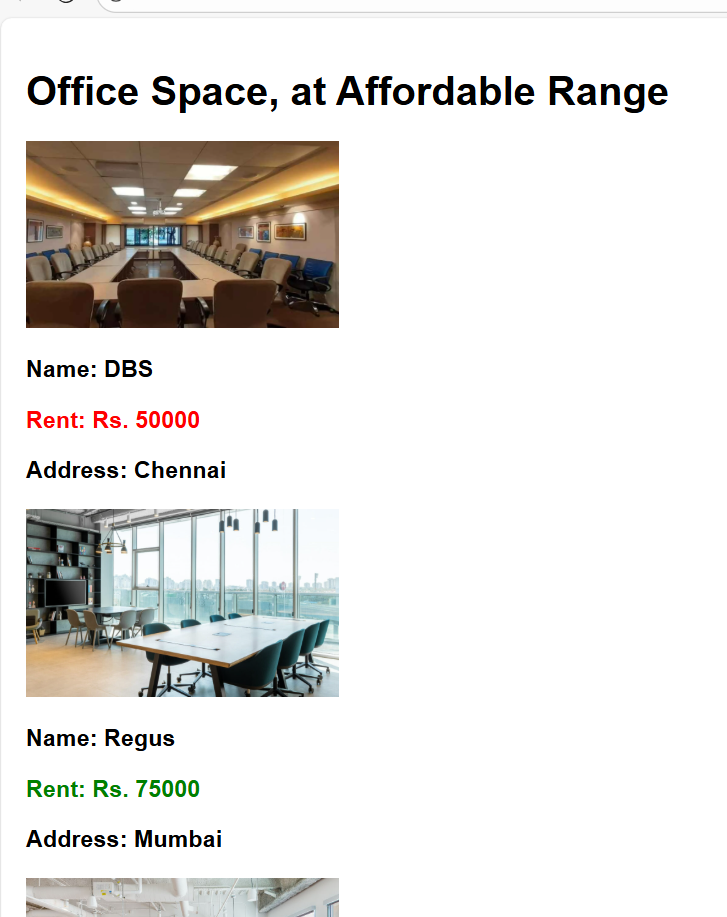 Office Space, at Affordable Range
Name: DBS
Rent: Rs. 50000
Address: Chennai
Name: Regus
Rent: Rs. 75000
Address: Mumbai